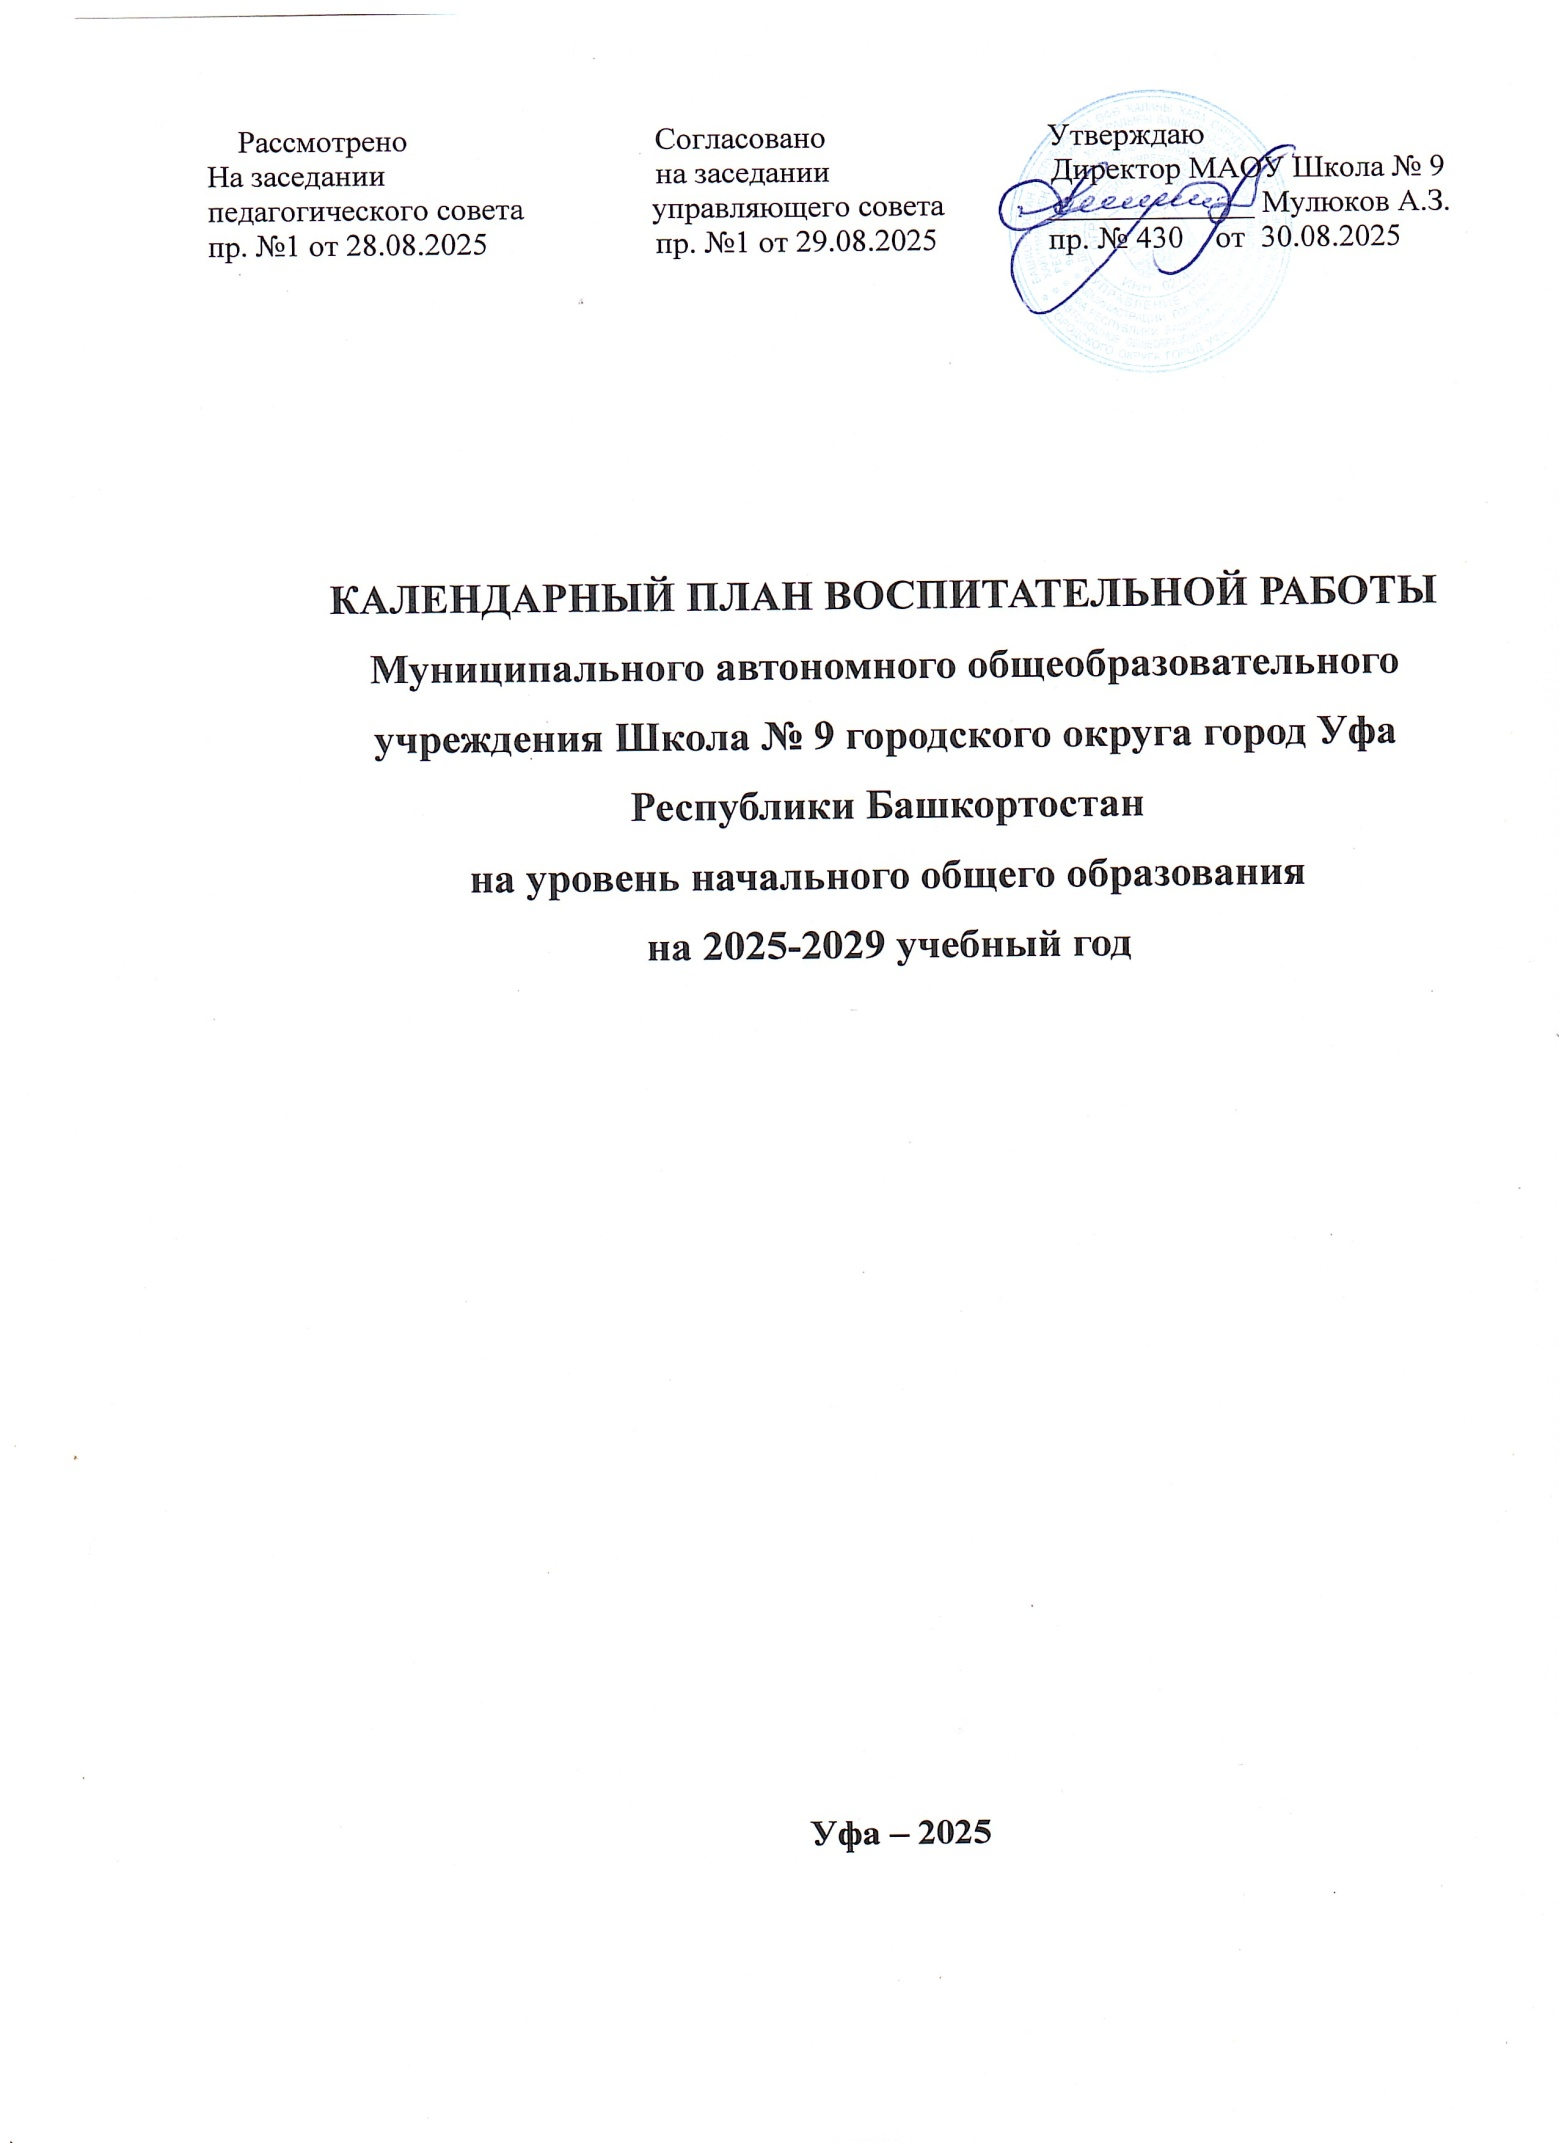 Рассмотрено
На заседании
педагогического совета
пр. №1 от 28.08.2025
Согласовано
на заседании
управляющего совета
пр. №1 от 29.08.2025
Утверждаю
Директор МАОУ Школа № 9
Мулюков А.З.
пр. № 430 от 30.08.2025
КАЛЕНДАРНЫЙ ПЛАН ВОСПИТАТЕЛЬНОЙ РАБОТЫ
Муниципального автономного общеобразовательного
учреждения Школа № 9 городского округа город Уфа
Республики Башкортостан
на уровень начального общего образования
на 2025-2029 учебный год
Уфа – 2025